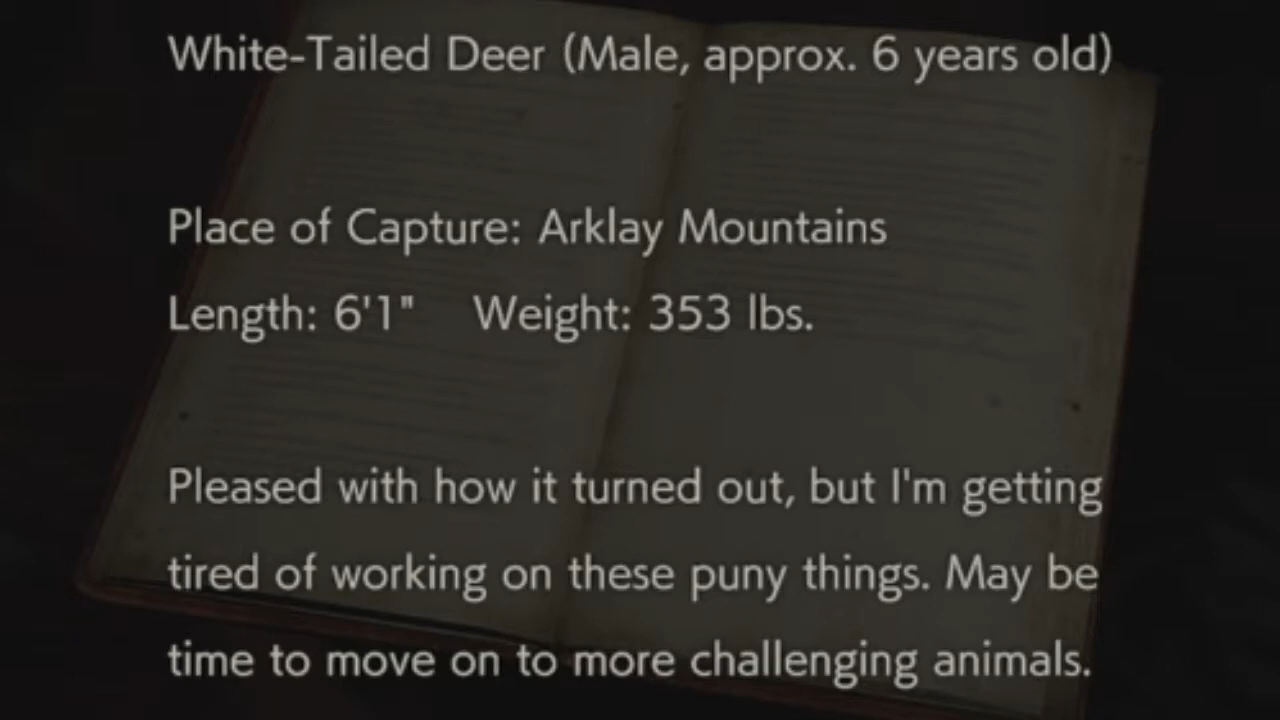 White-Tailed Deer (Male, approx. 6 years old)
Place of Capture: Arklay Mountains
Length: 6'1" Weight: 353 lbs.
Pleased with how it turned out, but I'm getting
tired of working on these puny things. May be
time to move on to more challenging animals.